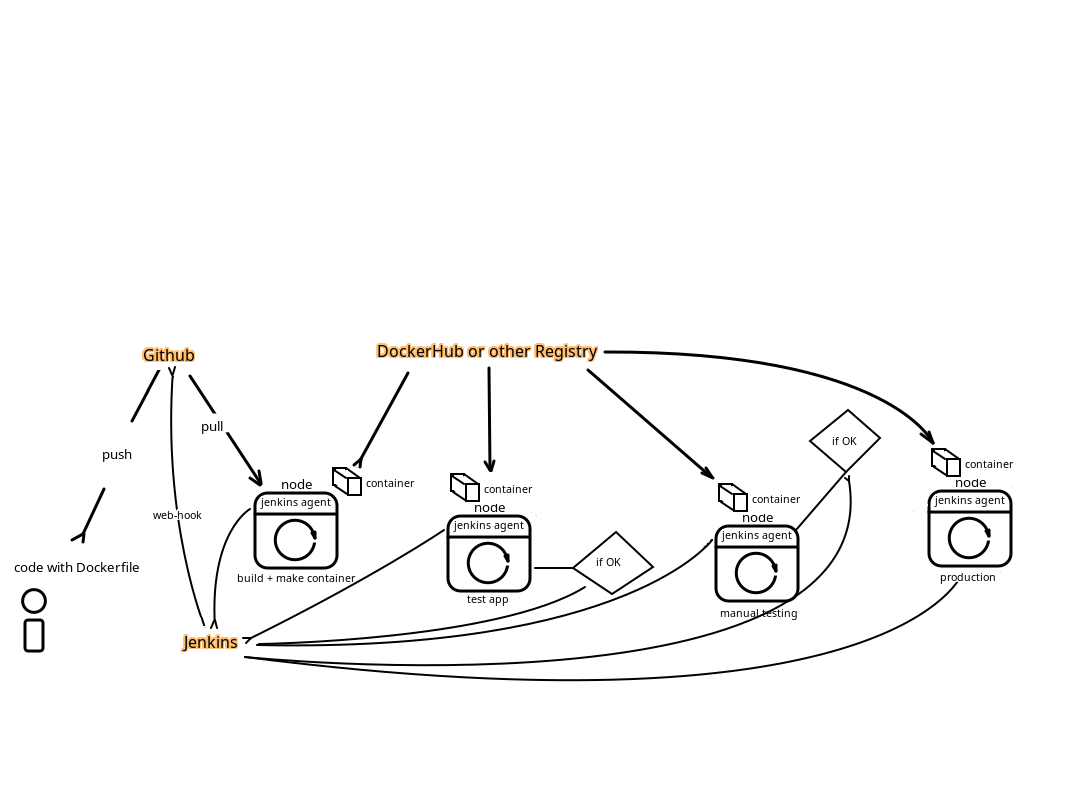 Github
DockerHub or other Registry
pull
if OK
push
container
container
container
container
node
node
node
node
jenkins agent
jenkins agent
jenkins agent
jenkins agent
web-hook
code with Dockerfile
if OK
build + make container
test app
manual testing
production
Jenkins